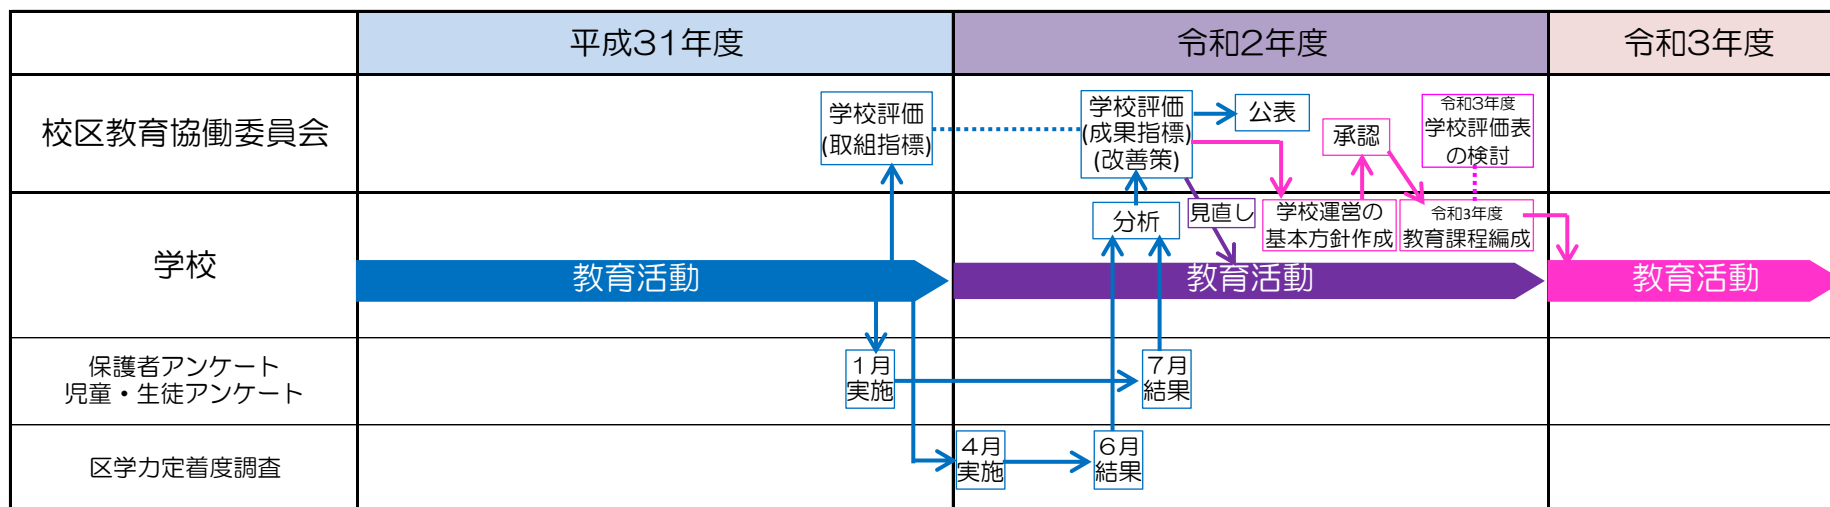 平成31年度
令和2年度
令和3年度
校区教育協働委員会
学校評価
(取組指標)
学校評価
(成果指標)
(改善策)
公表
承認
令和3年度
学校評価表
の検討
学校
分析
見直し
学校運営の
基本方針作成
令和3年度
教育課程編成
教育活動
教育活動
教育活動
保護者アンケート
児童・生徒アンケート
1月
実施
7月
結果
区学力定着度調査
4月
実施
6月
結果